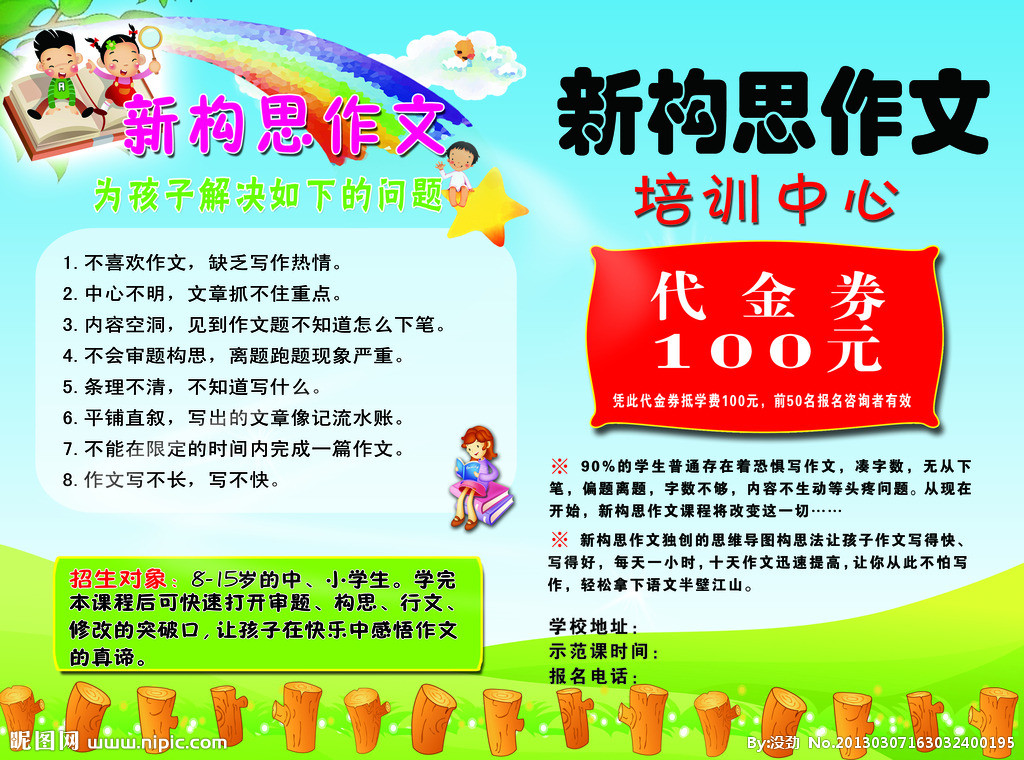 新构思作文
为孩子解决如下的问题
1.不喜欢作文，缺乏写作热情。
2.中心不明，文章抓不住重点。
3.内容空洞，见到作文题不知道怎么下笔。
4.不会审题构思，离题跑题现象严重。
5.条理不清，不知道写什么。
6.平铺直叙，写出的文章像记流水账。
7.不能在限定的时间内完成一篇作文。
8.作文写不长，写不快。
招生对象：8-15岁的中、小学生。学完
本课程后可快速打开审题、构思、行文、
修改的突破口,让孩子在快乐中感悟作文
的真谛。
新构思作文
培训中心
代金券
100元
凭此代金券抵学费100元，前50名报名咨询者有效
※ 90%的学生普通存在着恐惧写作文，凑字数，无从下
笔，偏题离题，字数不够，内容不生动等头疼问题。从现在
开始，新构思作文课程将改变这一切……
※ 新构思作文独创的思维导图构思法让孩子作文写得快、
写得好，每天一小时,十天作文迅速提高,让你从此不怕写
作，轻松拿下语文半壁江山。
学校地址：
示范课时间：
报名电话：
昵图网 www.nipic.com
By:没劲 No.20130307163032400195